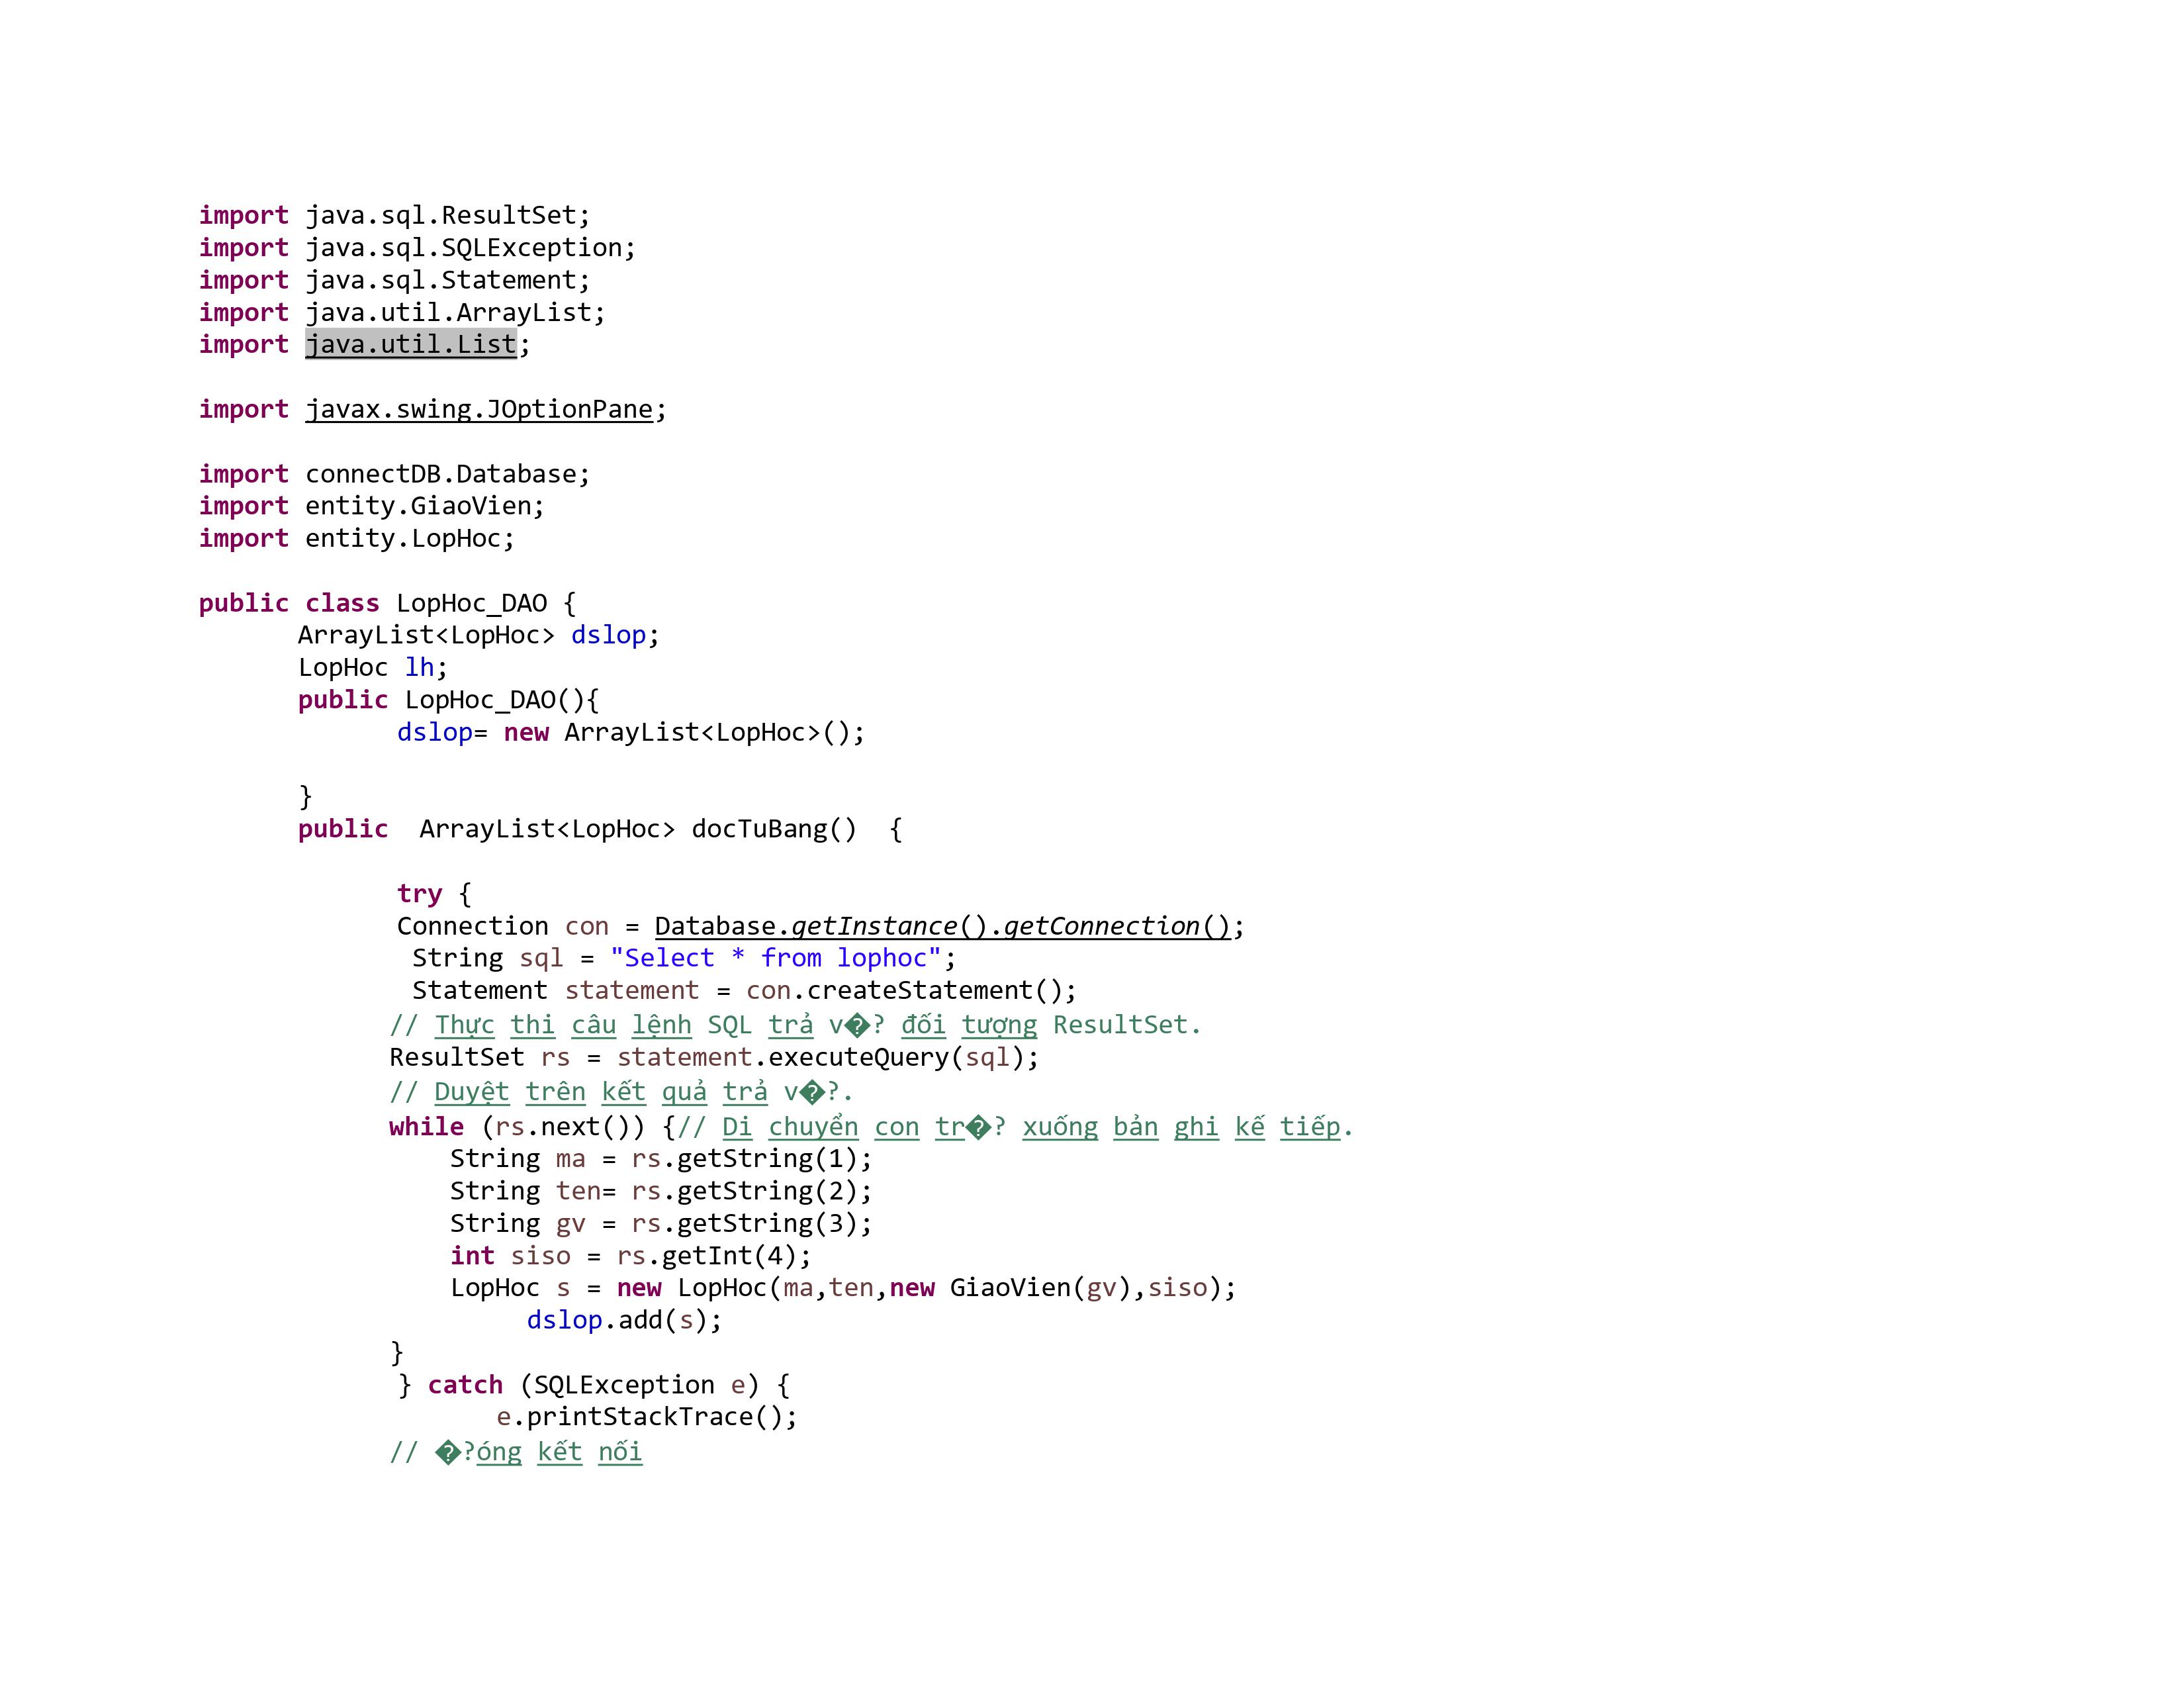 import java.sql.ResultSet;
import java.sql.SQLException;
import java.sql.Statement;
import java.util.ArrayList;
import java.util.List;
import javax.swing.JOptionPane;
import connectDB.Database;
import entity.GiaoVien;
import entity.LopHoc;
public class LopHoc_DAO {
ArrayList<LopHoc> dslop;
LopHoc lh;
public LopHoc_DAO(){
dslop= new ArrayList<LopHoc>();
}
public  ArrayList<LopHoc> docTuBang()  {
try {
Connection con = Database.getInstance().getConnection();
String sql = "Select * from lophoc";
Statement statement = con.createStatement();
// Thực thi câu lệnh SQL trả v�? đối tượng ResultSet.
ResultSet rs = statement.executeQuery(sql);
// Duyệt trên kết quả trả v�?.
while (rs.next()) {// Di chuyển con tr�? xuống bản ghi kế tiếp.
String ma = rs.getString(1);
String ten= rs.getString(2);
String gv = rs.getString(3);
int siso = rs.getInt(4);
LopHoc s = new LopHoc(ma,ten,new GiaoVien(gv),siso);
dslop.add(s);
}
} catch (SQLException e) {
e.printStackTrace();
// �?óng kết nối